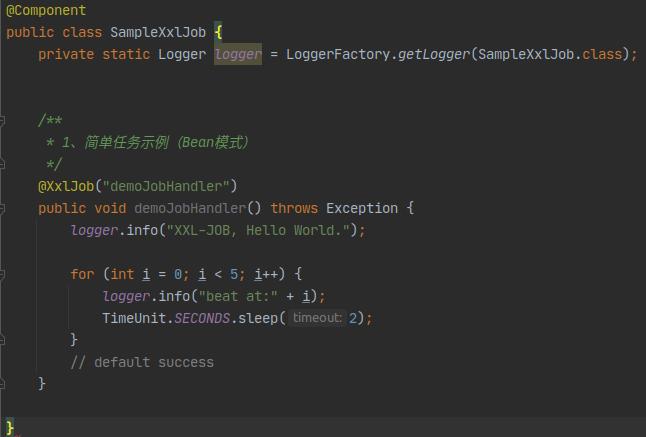 @Component
public class SampleXxlJob {
    private static Logger logger = LoggerFactory.getLogger(SampleXxlJob.class);
    /**
     * 1、简单任务示例（Bean模式）
     */
    @XxlJob("demoJobHandler")
    public void demoJobHandler() throws Exception {
        logger.info("XXL-JOB, Hello World.");
        for (int i = 0; i < 5; i++) {
            logger.info("beat at:" + i);
            TimeUnit.SECONDS.sleep( timeout: 2);
        }
        // default success
    }
}